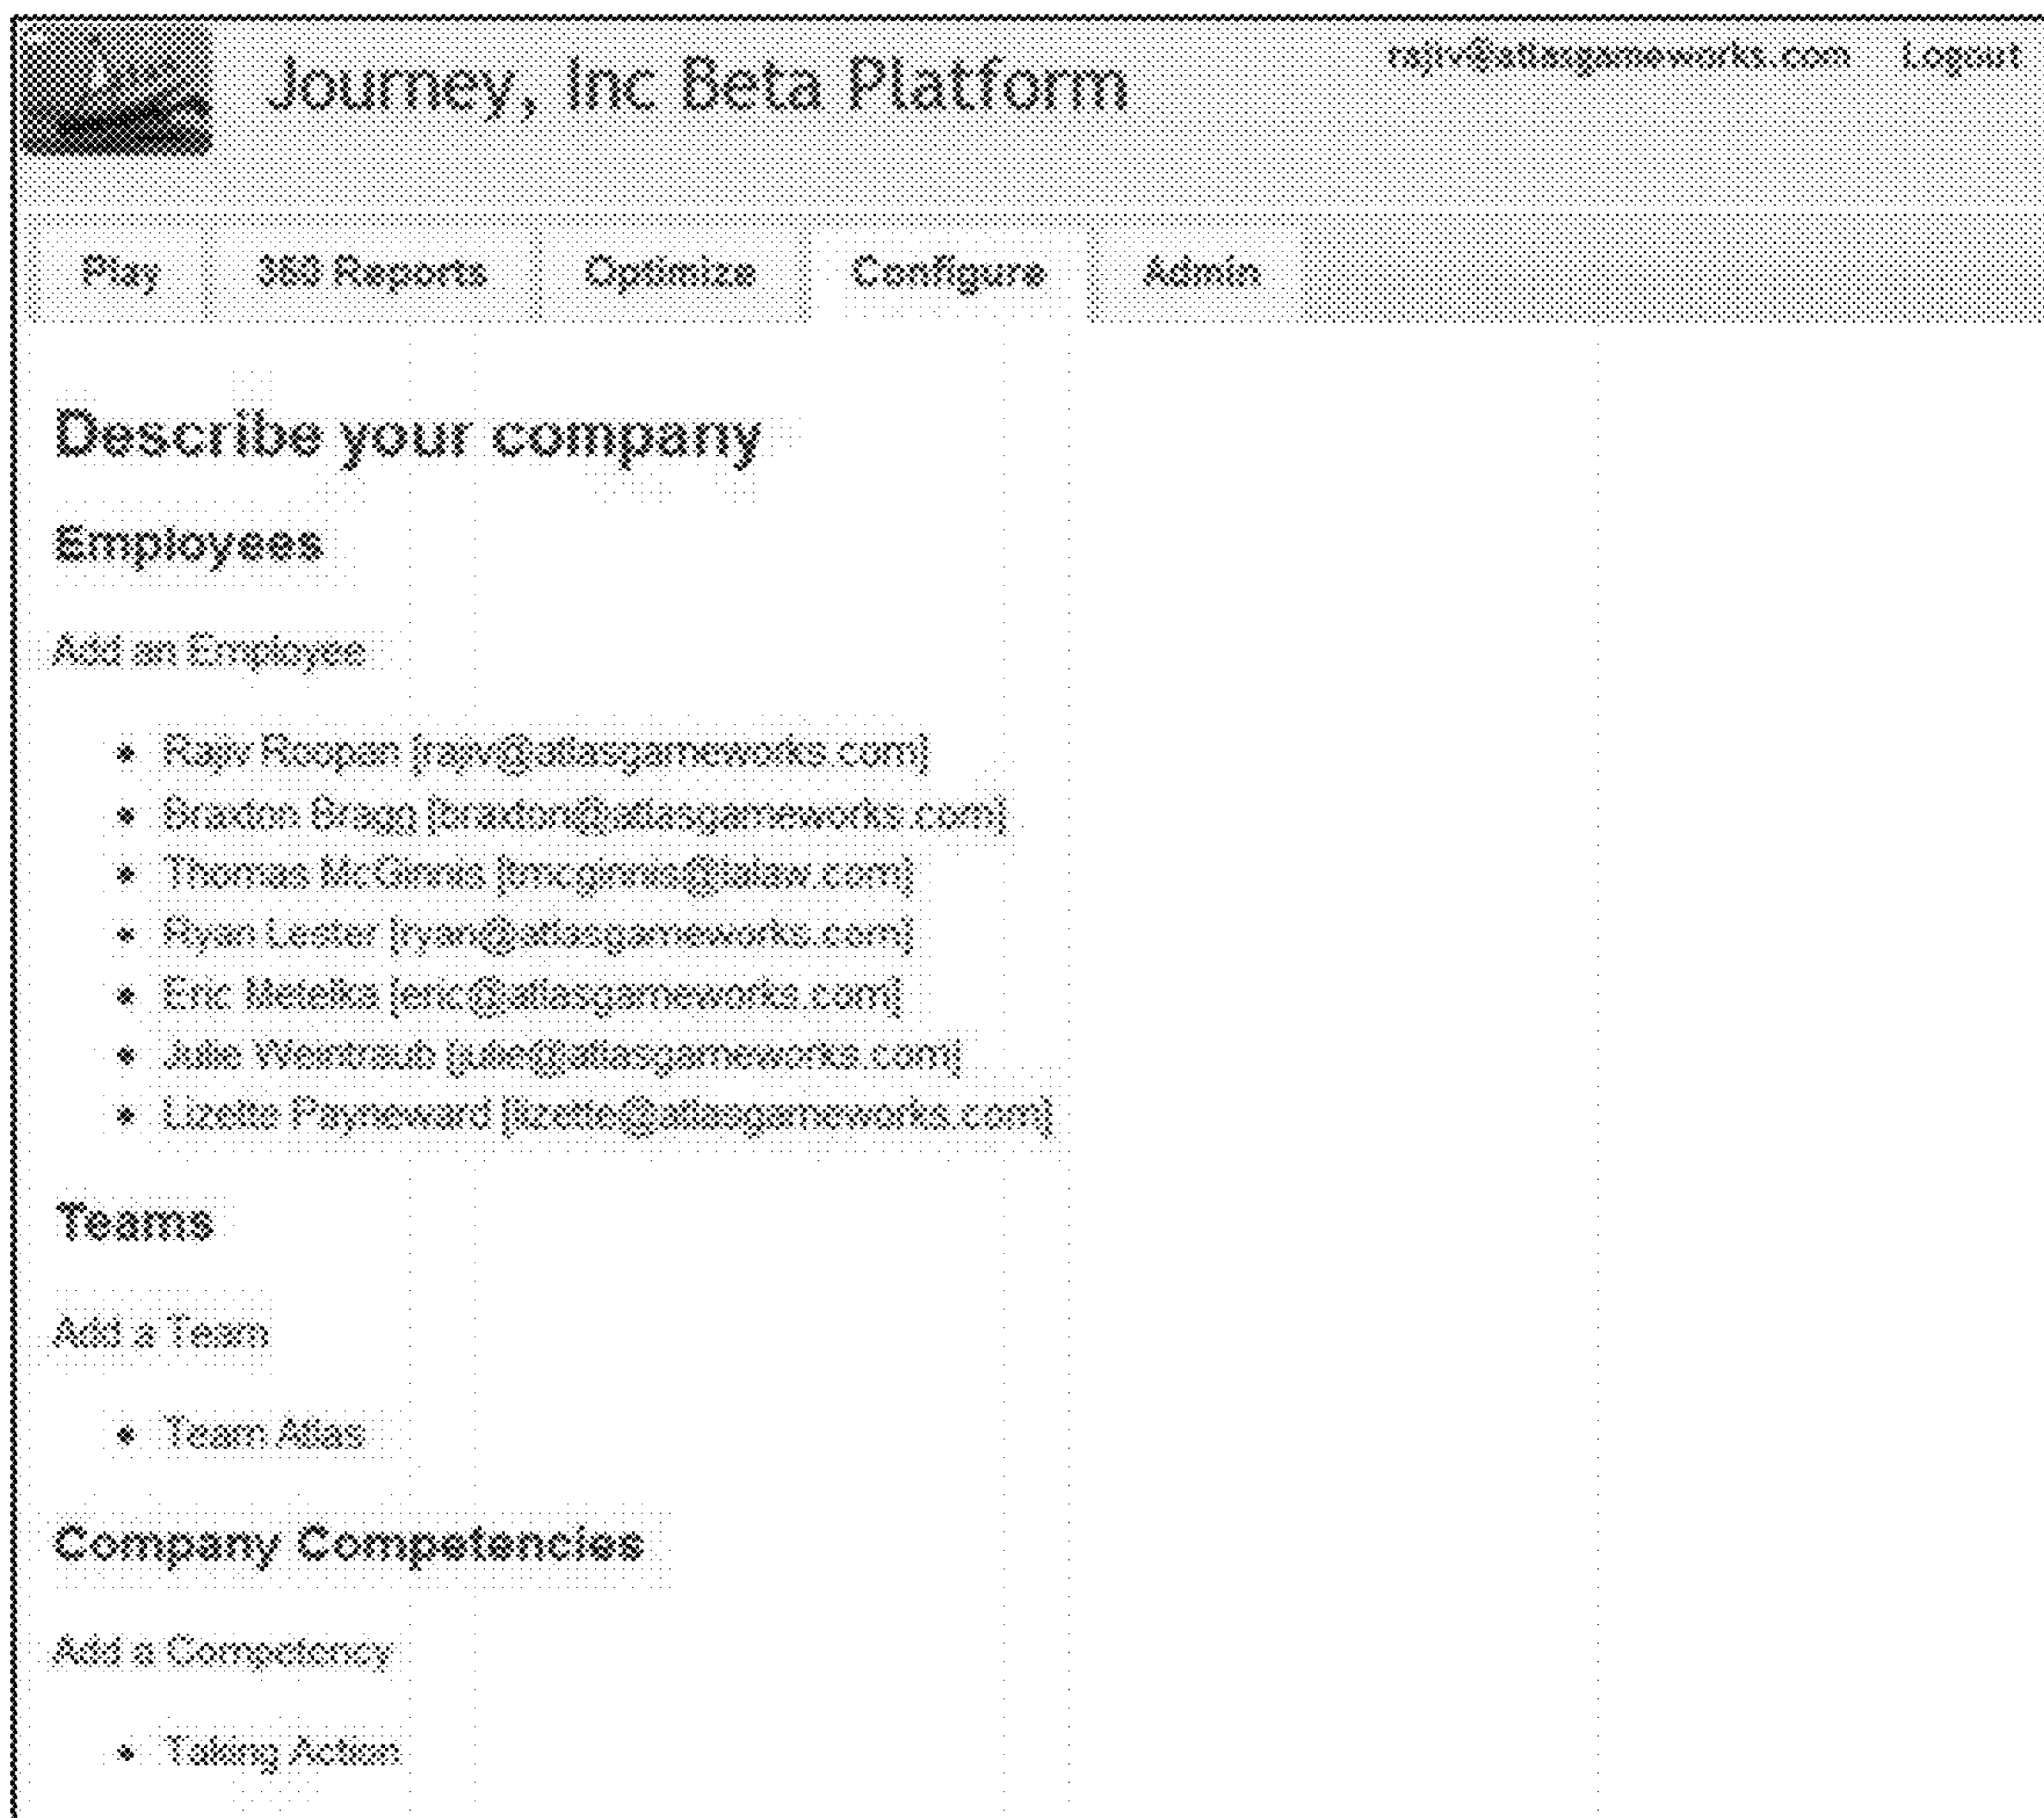 Journey, Inc Beta Platform
rajiv@atlasgameworks.com Logout
Play 360 Reports Optimize Configure Admin
Describe your company
Employees
Add an Employee
• Rajiv Roopan [rajiv@atlasgameworks.com]
• Braxton Bragg [braxton@atlasgameworks.com]
• Thomas McGinnis
• Ryan Lester [ryan@atlasgameworks.com]
• Eric Metelka [eric@atlasgameworks.com]
• Julie Weintraub [julie@atlasgameworks.com]
• Lizette [lizette@atlasgameworks.com]
Teams
Add a Team
• Team Atlas
Company Competencies
Add a Competency
• Taking Action